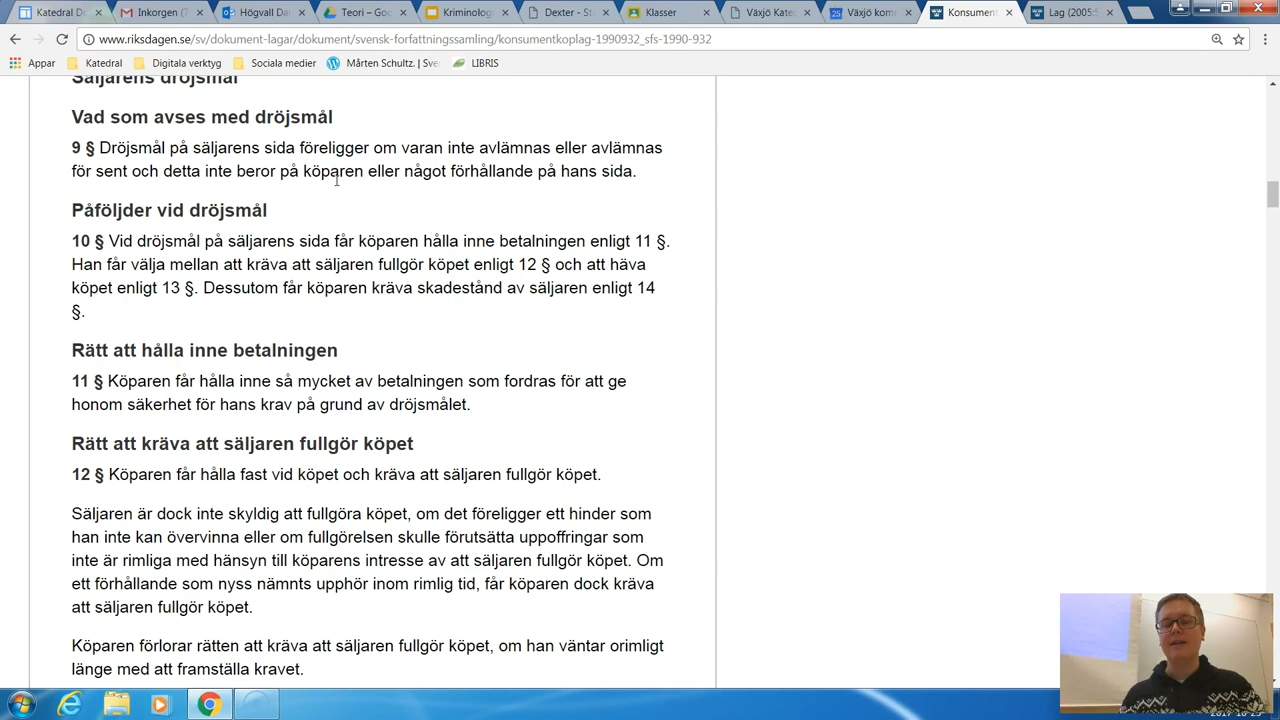 Katedral Do
Inkorgen (7
Högvall Dar
Teori – Goo
Kriminolog
Dexter - Sta
Klasser
Växjö Kated
Växjö kom
Konsument
Lag (2005:5
www.riksdagen.se/sv/dokument-lagar/dokument/svensk-forfattningssamling/konsumentkoplag-1990932_sfs-1990-932
Appar
Katedral
Digitala verktyg
Sociala medier
Mårten Schultz. | Sve
LIBRIS
Säljarens dröjsmål
Vad som avses med dröjsmål
9 § Dröjsmål på säljarens sida föreligger om varan inte avlämnas eller avlämnas
för sent och detta inte beror på köparen eller något förhållande på hans sida.
Påföljder vid dröjsmål
10 § Vid dröjsmål på säljarens sida får köparen hålla inne betalningen enligt 11 §.
Han får välja mellan att kräva att säljaren fullgör köpet enligt 12 § och att häva
köpet enligt 13 §. Dessutom får köparen kräva skadestånd av säljaren enligt 14
§.
Rätt att hålla inne betalningen
11 § Köparen får hålla inne så mycket av betalningen som fordras för att ge
honom säkerhet för hans krav på grund av dröjsmålet.
Rätt att kräva att säljaren fullgör köpet
12 § Köparen får hålla fast vid köpet och kräva att säljaren fullgör köpet.
Säljaren är dock inte skyldig att fullgöra köpet, om det föreligger ett hinder som
han inte kan övervinna eller om fullgörelsen skulle förutsätta uppoffringar som
inte är rimliga med hänsyn till köparens intresse av att säljaren fullgör köpet. Om
ett förhållande som nyss nämnts upphör inom rimlig tid, får köparen dock kräva
att säljaren fullgör köpet.
Köparen förlorar rätten att kräva att säljaren fullgör köpet, om han väntar orimligt
länge med att framställa kravet.